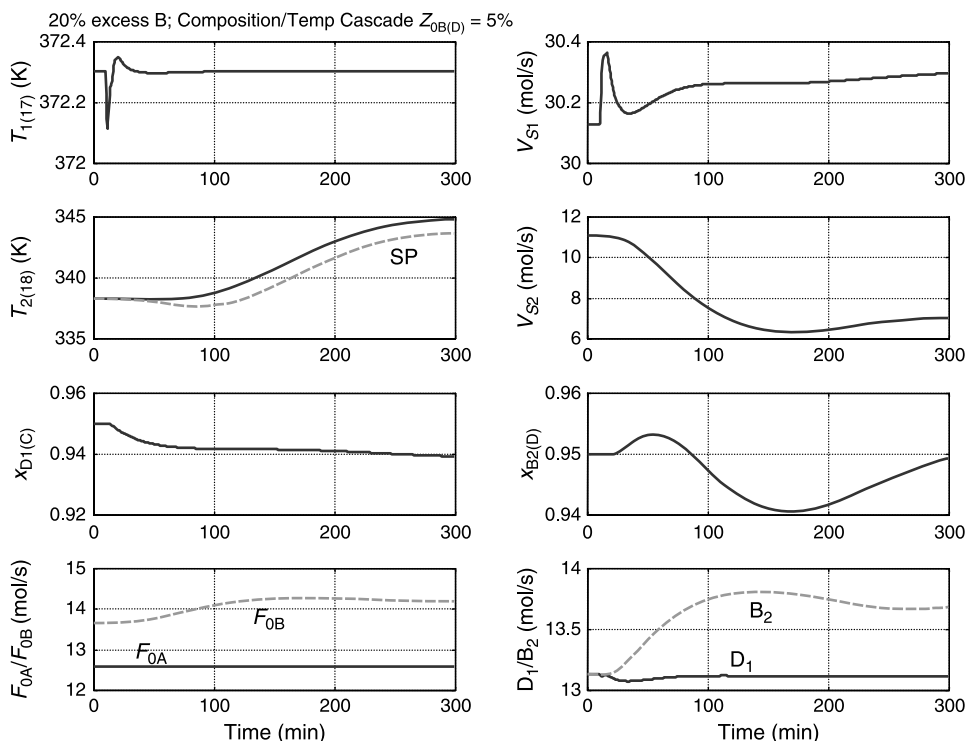 20% excess B; Composition/Temp Cascade Z0B(D) = 5%
T1(17) (K)
372.4
372.2
372
0 100 200 300
VS1 (mol/s)
30.4
30.2
30
0 100 200 300
T2(18) (K)
345
340
335
SP
0 100 200 300
VS2 (mol/s)
12
10
8
6
0 100 200 300
xD1(C)
0.96
0.94
0.92
0 100 200 300
xB2(D)
0.96
0.95
0.94
0 100 200 300
F0A/F0B (mol/s)
15
14
13
12
F0B
F0A
0 100 200 300
Time (min)
D1/B2 (mol/s)
14
13.5
13
B2
D1
0 100 200 300
Time (min)